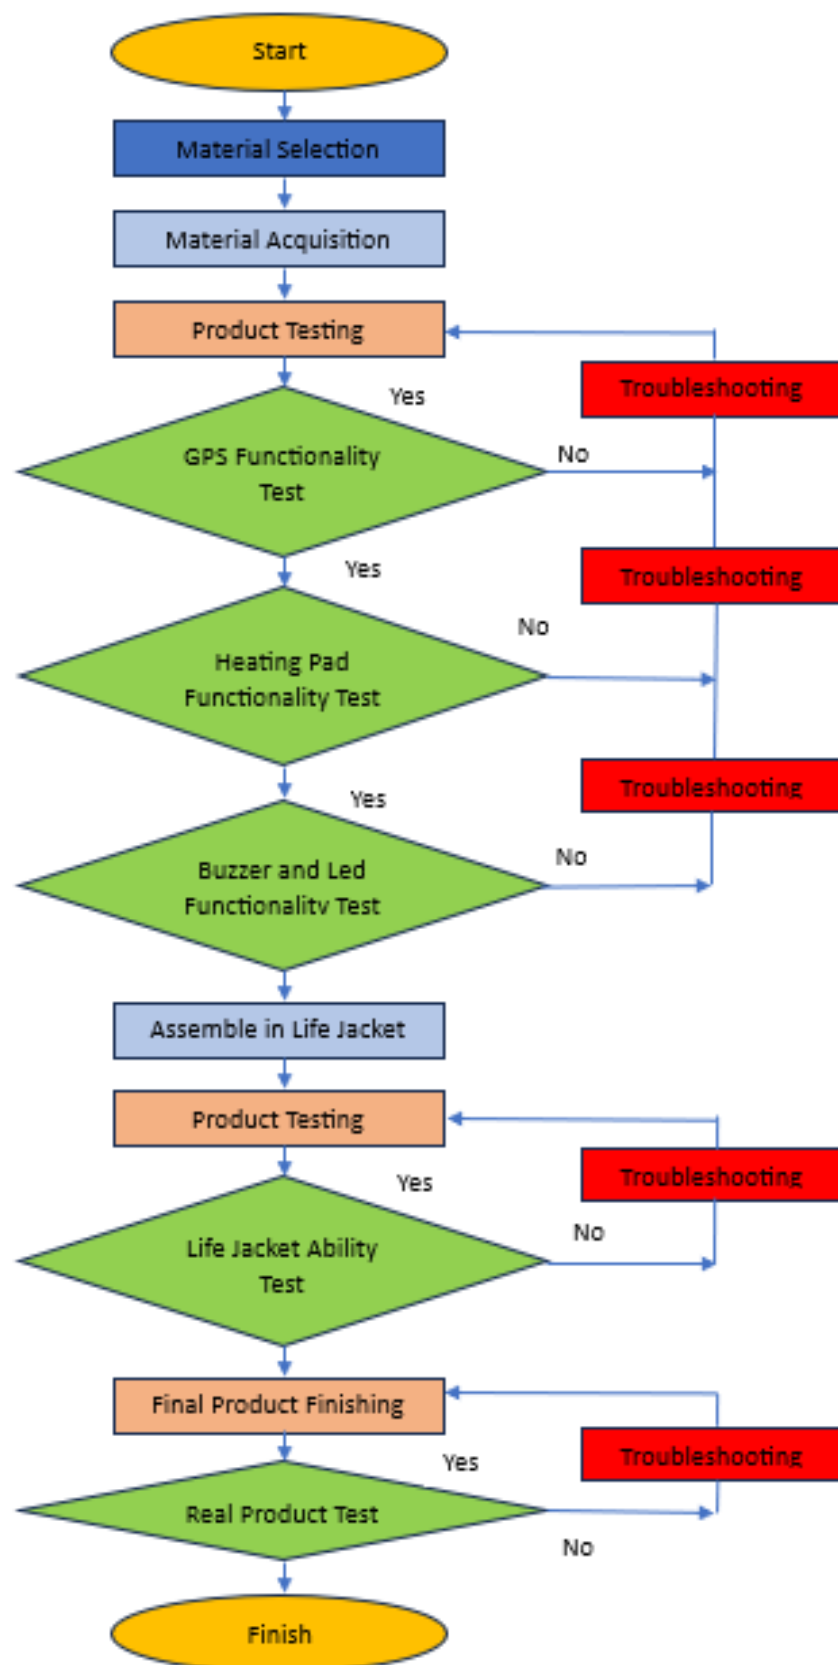 Start
Material Selection
Material Acquisition
Product Testing
Yes
Troubleshooting
GPS Functionality
Test
No
Yes
Troubleshooting
No
Heating Pad
Functionality Test
Yes
Troubleshooting
No
Buzzer and Led
Functionality Test
Assemble in Life Jacket
Product Testing
Yes
Troubleshooting
No
Life Jacket Ability
Test
Final Product Finishing
Yes
Troubleshooting
Real Product Test
No
Finish